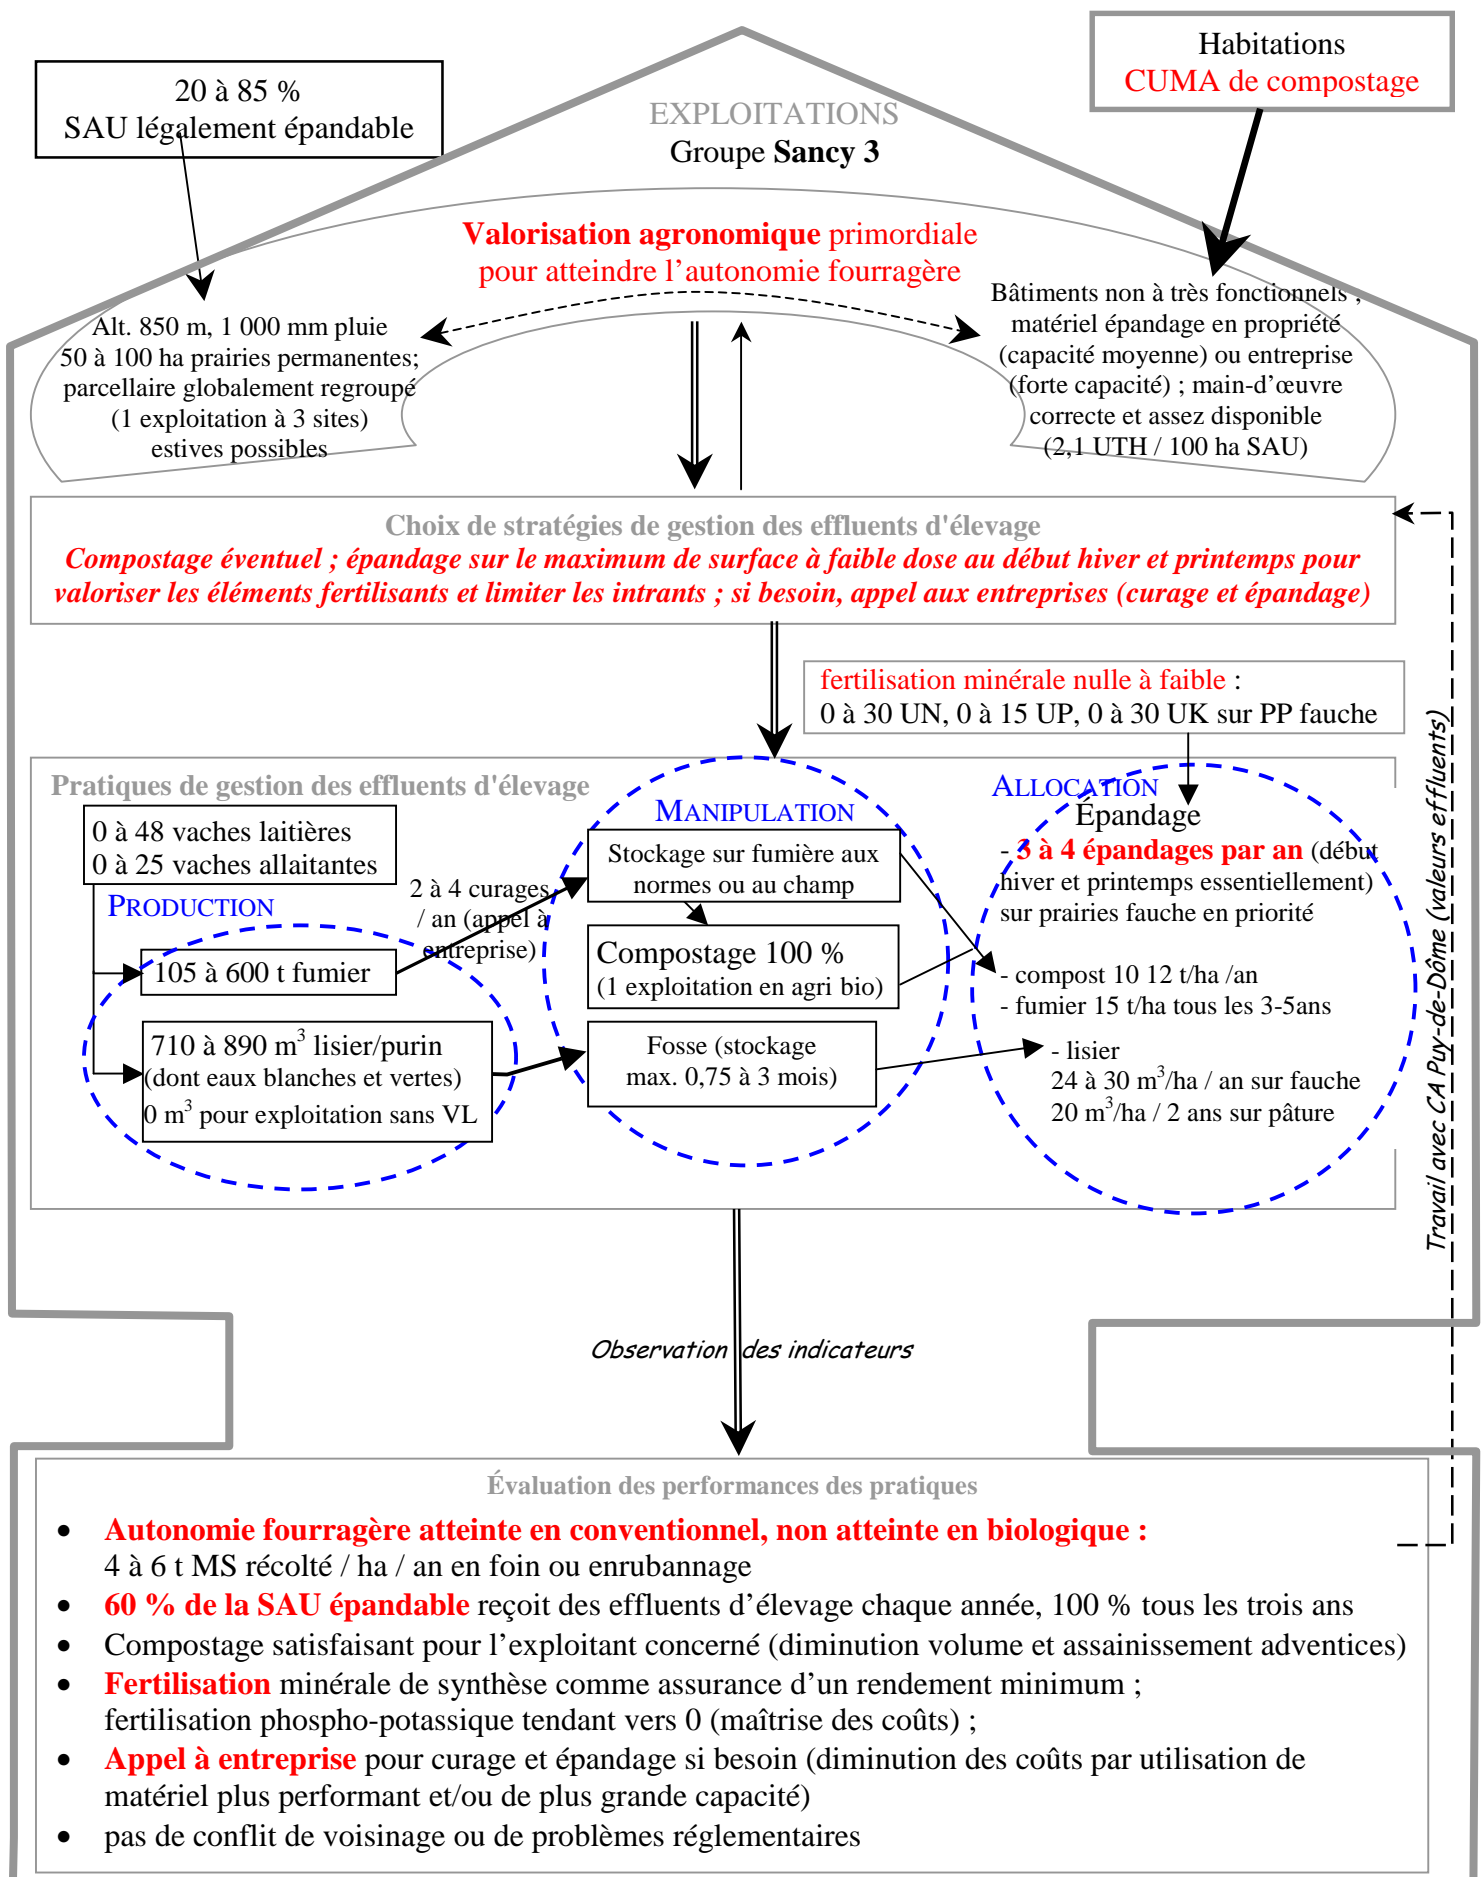 20 à 85 %
SAU légalement épandable
Habitations
CUMA de compostage
EXPLOITATIONS
Groupe Sancy 3
Valorisation agronomique primordiale
pour atteindre l’autonomie fourragère
Alt. 850 m, 1 000 mm pluie
50 à 100 ha prairies permanentes;
parcellaire globalement regroupé
(1 exploitation à 3 sites)
estives possibles
Bâtiments non à très fonctionnels ;
matériel épandage en propriété
(capacité moyenne) ou entreprise
(forte capacité) ; main-d’œuvre
correcte et assez disponible
(2,1 UTH / 100 ha SAU)
Choix de stratégies de gestion des effluents d'élevage
Compostage éventuel ; épandage sur le maximum de surface à faible dose au début hiver et printemps pour
valoriser les éléments fertilisants et limiter les intrants ; si besoin, appel aux entreprises (curage et épandage)
fertilisation minérale nulle à faible :
0 à 30 UN, 0 à 15 UP, 0 à 30 UK sur PP fauche
Pratiques de gestion des effluents d'élevage
0 à 48 vaches laitières
0 à 25 vaches allaitantes
PRODUCTION
105 à 600 t fumier
710 à 890 m³ lisier/purin
(dont eaux blanches et vertes)
0 m³ pour exploitation sans VL
2 à 4 curages
/ an (appel à
entreprise)
MANIPULATION
Stockage sur fumière aux
normes ou au champ
Compostage 100 %
(1 exploitation en agri bio)
Fosse (stockage
max. 0,75 à 3 mois)
ALLOCATION
Épandage
- 3 à 4 épandages par an (début
hiver et printemps essentiellement)
sur prairies fauche en priorité
- compost 10 12 t/ha /an
- fumier 15 t/ha tous les 3-5ans
- lisier
24 à 30 m³/ha / an sur fauche
20 m³/ha / 2 ans sur pâture
Travail avec CA Puy-de-Dôme (valeurs effluents)
Observation des indicateurs
Évaluation des performances des pratiques
• Autonomie fourragère atteinte en conventionnel, non atteinte en biologique :
4 à 6 t MS récolté / ha / an en foin ou enrubannage
• 60 % de la SAU épandable reçoit des effluents d’élevage chaque année, 100 % tous les trois ans
• Compostage satisfaisant pour l’exploitant concerné (diminution volume et assainissement adventices)
• Fertilisation minérale de synthèse comme assurance d’un rendement minimum ;
fertilisation phospho-potassique tendant vers 0 (maîtrise des coûts) ;
• Appel à entreprise pour curage et épandage si besoin (diminution des coûts par utilisation de
matériel plus performant et/ou de plus grande capacité)
• pas de conflit de voisinage ou de problèmes réglementaires